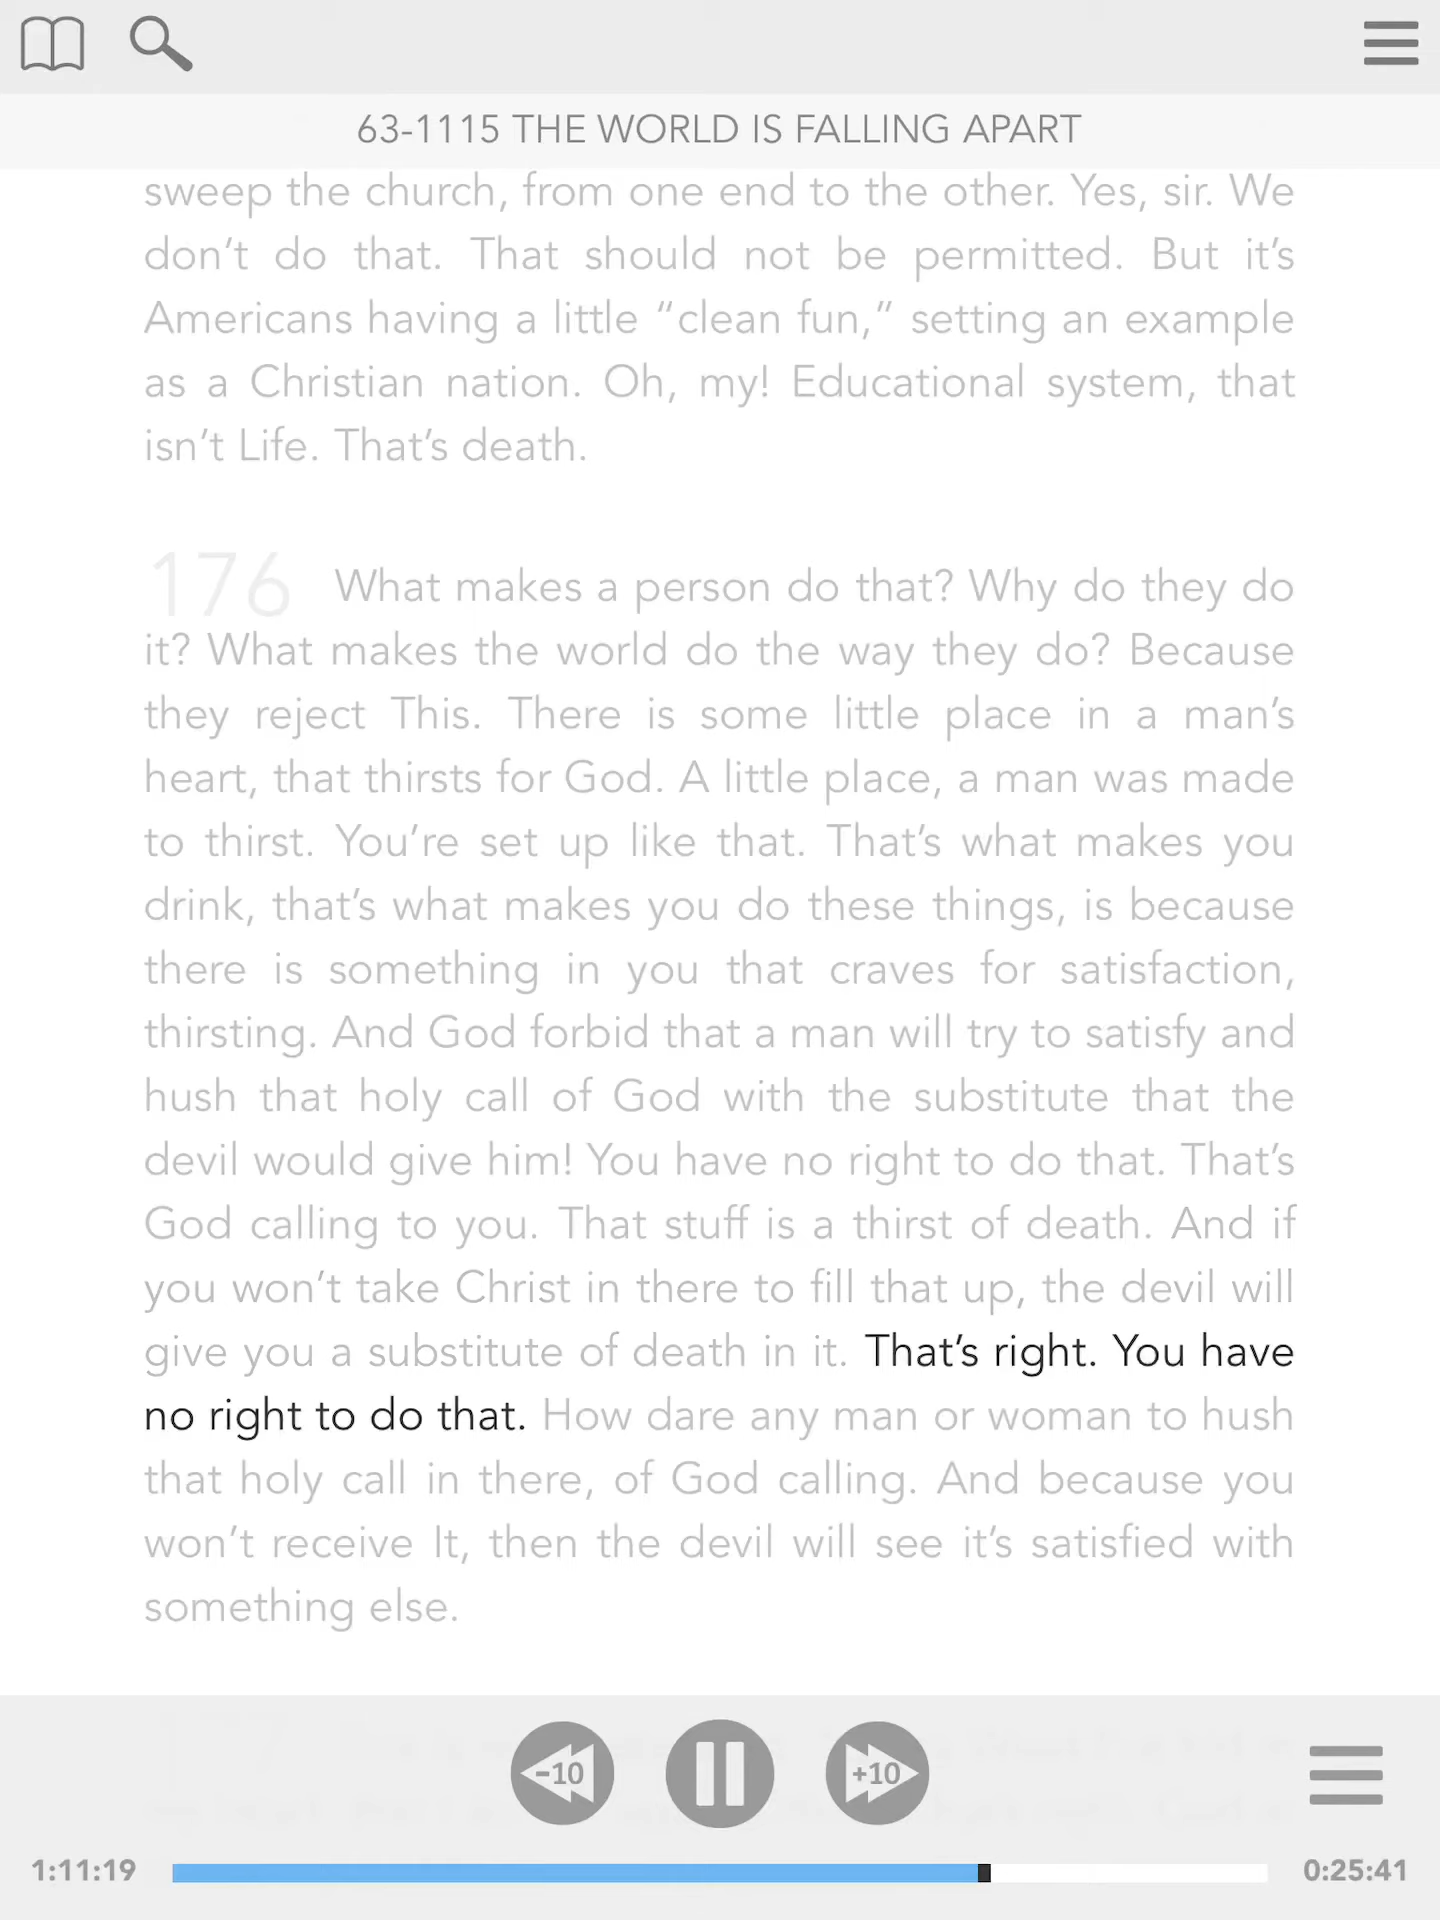 63-1115 THE WORLD IS FALLING APART
sweep the church, from one end to the other. Yes, sir. We
don’t do that. That should not be permitted. But it’s
Americans having a little “clean fun,” setting an example
as a Christian nation. Oh, my! Educational system, that
isn’t Life. That’s death.
176 What makes a person do that? Why do they do
it? What makes the world do the way they do? Because
they reject This. There is some little place in a man’s
heart, that thirsts for God. A little place, a man was made
to thirst. You’re set up like that. That’s what makes you
drink, that’s what makes you do these things, is because
there is something in you that craves for satisfaction,
thirsting. And God forbid that a man will try to satisfy and
hush that holy call of God with the substitute that the
devil would give him! You have no right to do that. That’s
God calling to you. That stuff is a thirst of death. And if
you won’t take Christ in there to fill that up, the devil will
give you a substitute of death in it. That’s right. You have
no right to do that. How dare any man or woman to hush
that holy call in there, of God calling. And because you
won’t receive It, then the devil will see it’s satisfied with
something else.
-10 +10
1:11:19 0:25:41